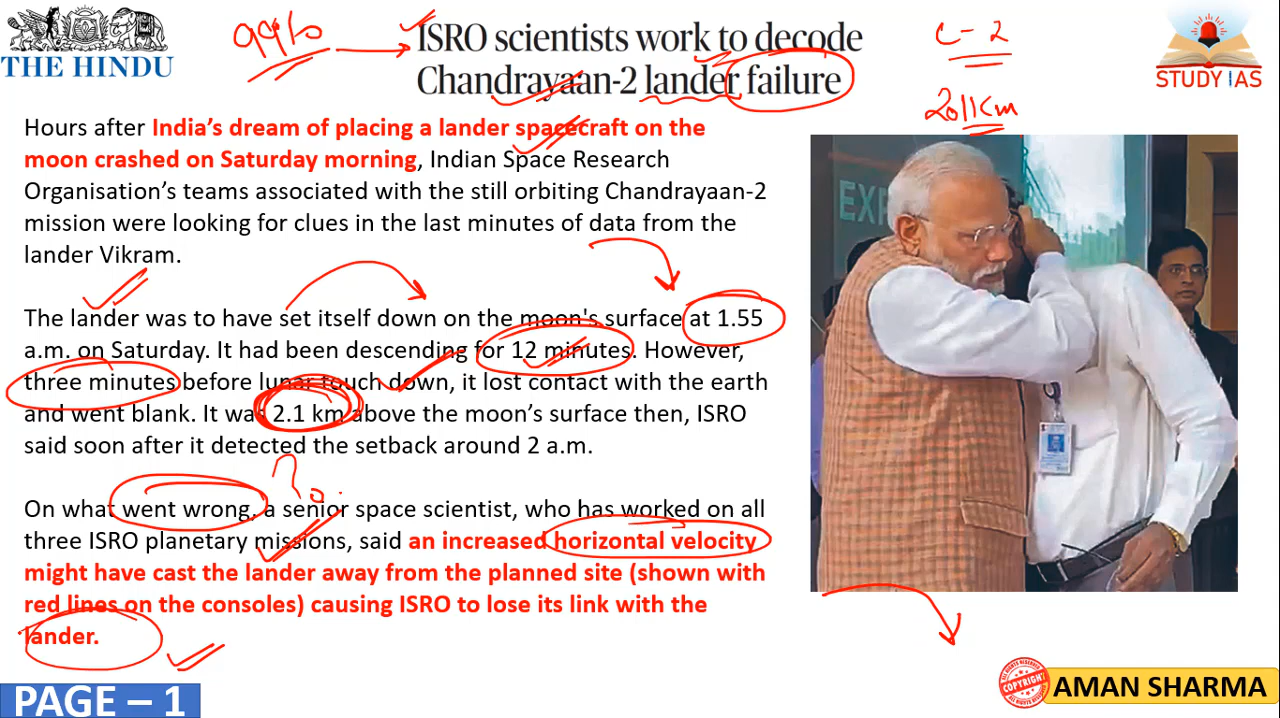 99%
ISRO scientists work to decode
Chandrayaan-2 lander failure
THE HINDU
C-2
2.1km
STUDY IAS
Hours after India's dream of placing a lander spacecraft on the
moon crashed on Saturday morning, Indian Space Research
Organisation's teams associated with the still orbiting Chandrayaan-2
mission were looking for clues in the last minutes of data from the
lander Vikram.
The lander was to have set itself down on the moon's surface at 1.55
a.m. on Saturday. It had been descending for 12 minutes. However,
three minutes before lunar touch down, it lost contact with the earth
and went blank. It was 2.1 km above the moon's surface then, ISRO
said soon after it detected the setback around 2 a.m.
On what went wrong, a senior space scientist, who has worked on all
three ISRO planetary missions, said an increased horizontal velocity
might have cast the lander away from the planned site (shown with
red lines on the consoles) causing ISRO to lose its link with the
lander.
EXP
PAGE – 1
COPYRIGHT
AMAN SHARMA